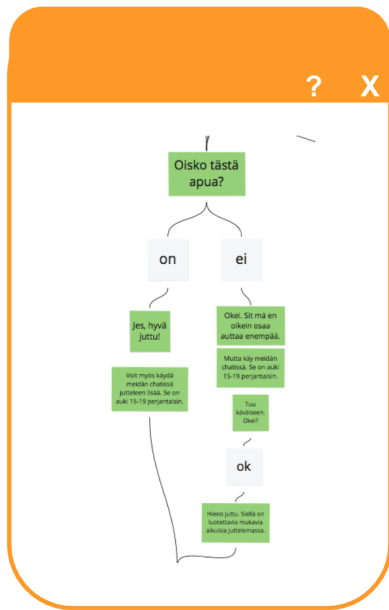 ? X
Oisko tästä
apua?
on
ei
Jes, hyvä
juttu!
Voit myös käydä
meidän chatissä
jutteleen lisää. Se on
auki 15-19 perjantaisin.
Okei. Sit mä en
oikein osaa
auttaa enempää.
Mutta käy meidän
chatissä. Se on auki
15-19 perjantaisin.
Tuu
käväiseen.
Okei?
ok
Hieno juttu. Siellä on
luotettavia mukavia
aikuisia juttelemassa.